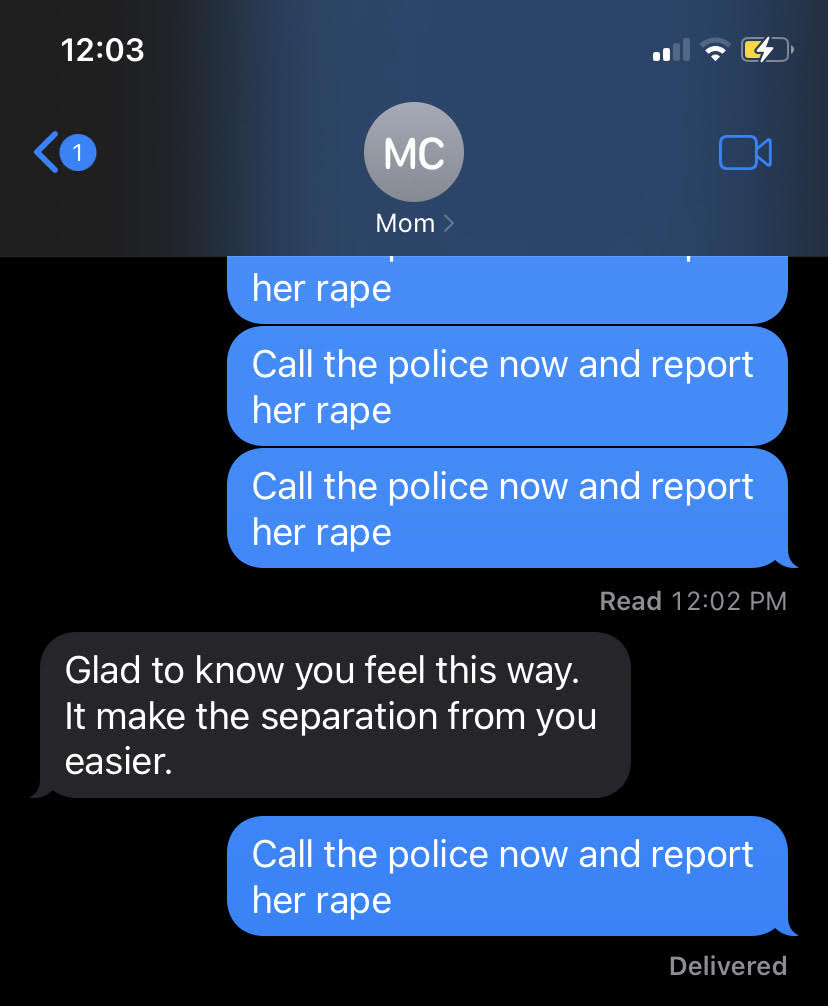 12:03
1
MC
Mom
her rape
Call the police now and report
her rape
Call the police now and report
her rape
Read 12:02 PM
Glad to know you feel this way.
It make the separation from you
easier.
Call the police now and report
her rape
Delivered